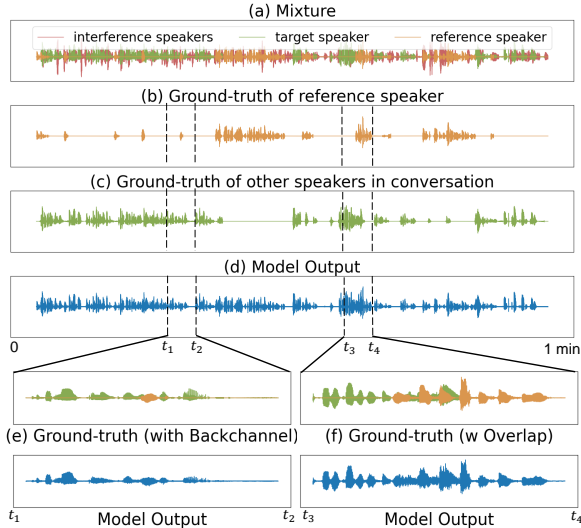 (a) Mixture
interference speakers target speaker reference speaker
(b) Ground-truth of reference speaker
(c) Ground-truth of other speakers in conversation
(d) Model Output
0 t1 t2 t3 t4 1 min
(e) Ground-truth (with Backchannel) (f) Ground-truth (w Overlap)
t1 Model Output t2 t3 Model Output t4